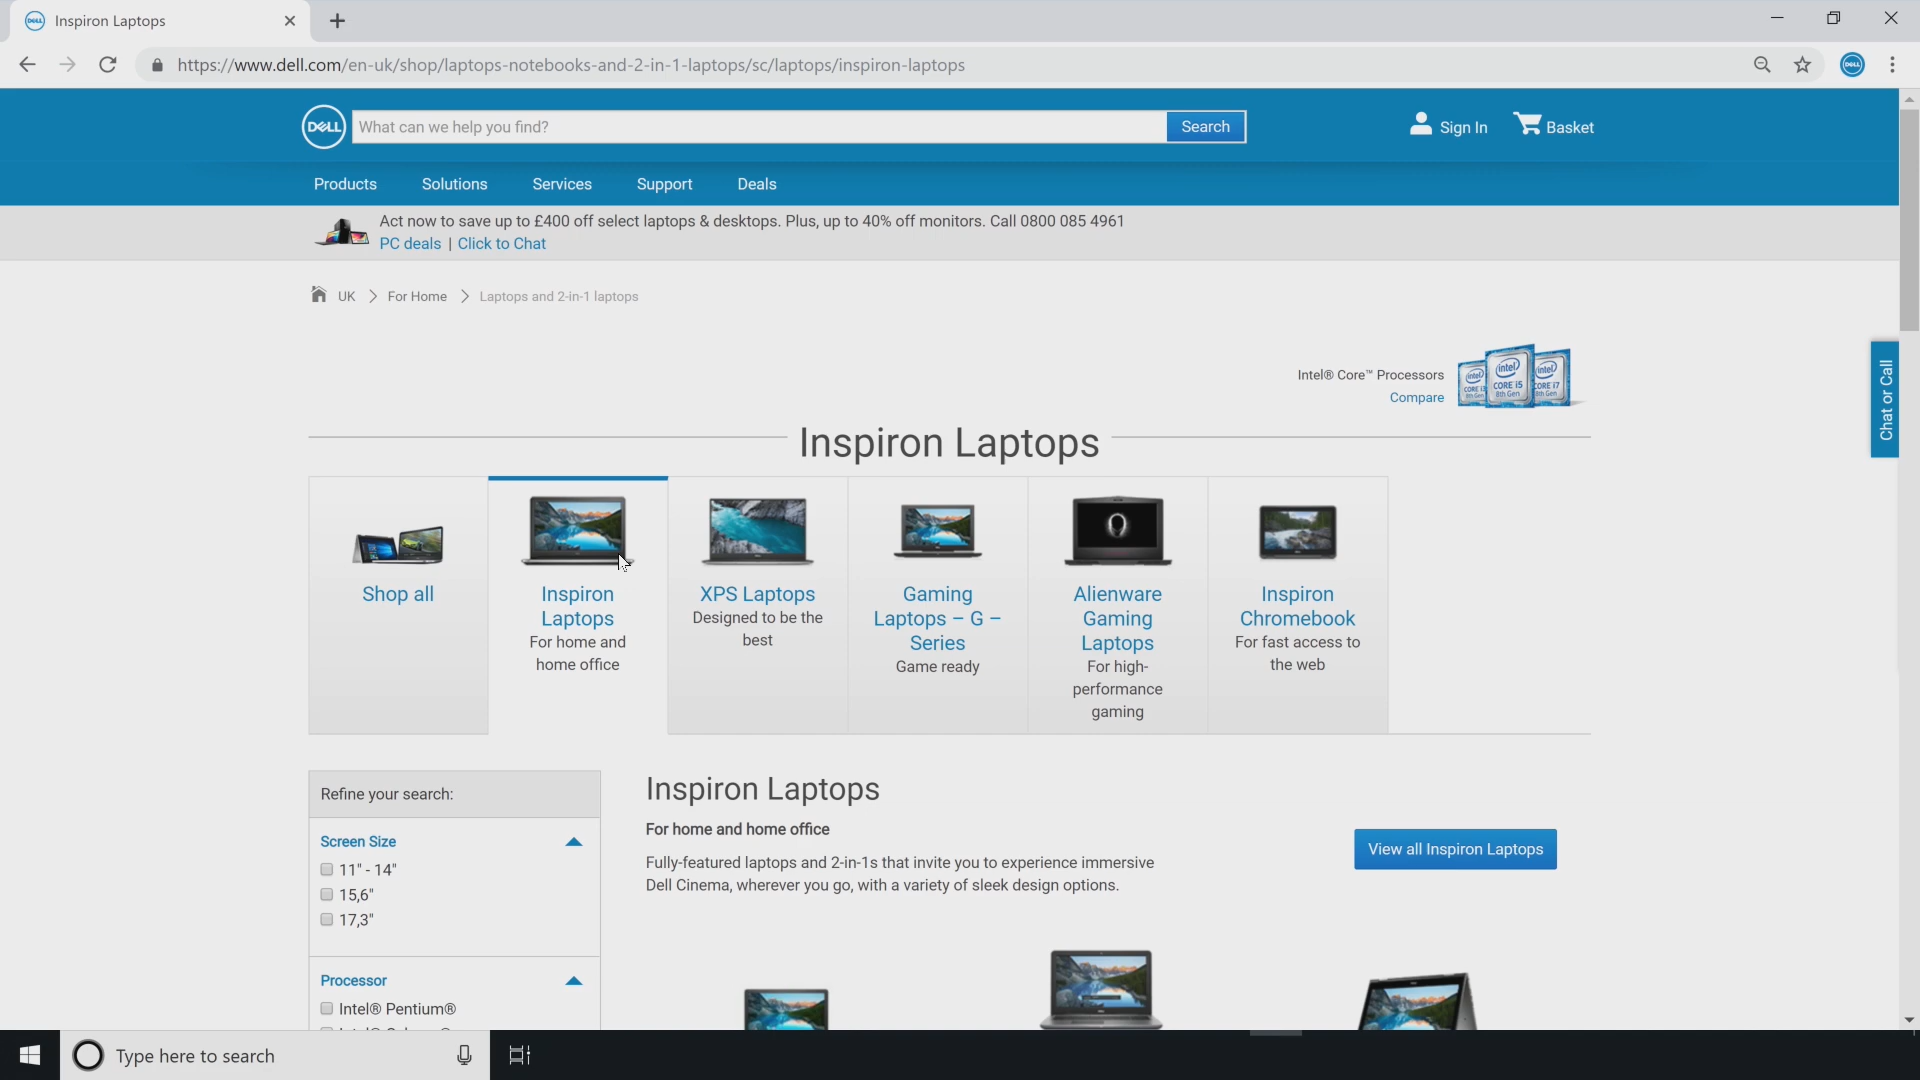 Inspiron Laptops
https://www.dell.com/en-uk/shop/laptops-notebooks-and-2-in-1-laptops/sc/laptops/inspiron-laptops
DELL
What can we help you find?
Search
Sign In
Basket
Products
Solutions
Services
Support
Deals
Act now to save up to £400 off select laptops & desktops. Plus, up to 40% off monitors. Call 0800 085 4961
PC deals | Click to Chat
UK
For Home
Laptops and 2-in-1 laptops
Intel® Core™ Processors
Compare
intel
CORE i5
8th Gen
intel
CORE i7
8th Gen
Chat or Call
Inspiron Laptops
Shop all
Inspiron
Laptops
For home and
home office
XPS Laptops
Designed to be the
best
Gaming
Laptops – G –
Series
Game ready
Alienware
Gaming
Laptops
For high-
performance
gaming
Inspiron
Chromebook
For fast access to
the web
Refine your search:
Screen Size
11" - 14"
15,6"
17,3"
Processor
Intel® Pentium®
Inspiron Laptops
For home and home office
Fully-featured laptops and 2-in-1s that invite you to experience immersive
Dell Cinema, wherever you go, with a variety of sleek design options.
View all Inspiron Laptops
Type here to search